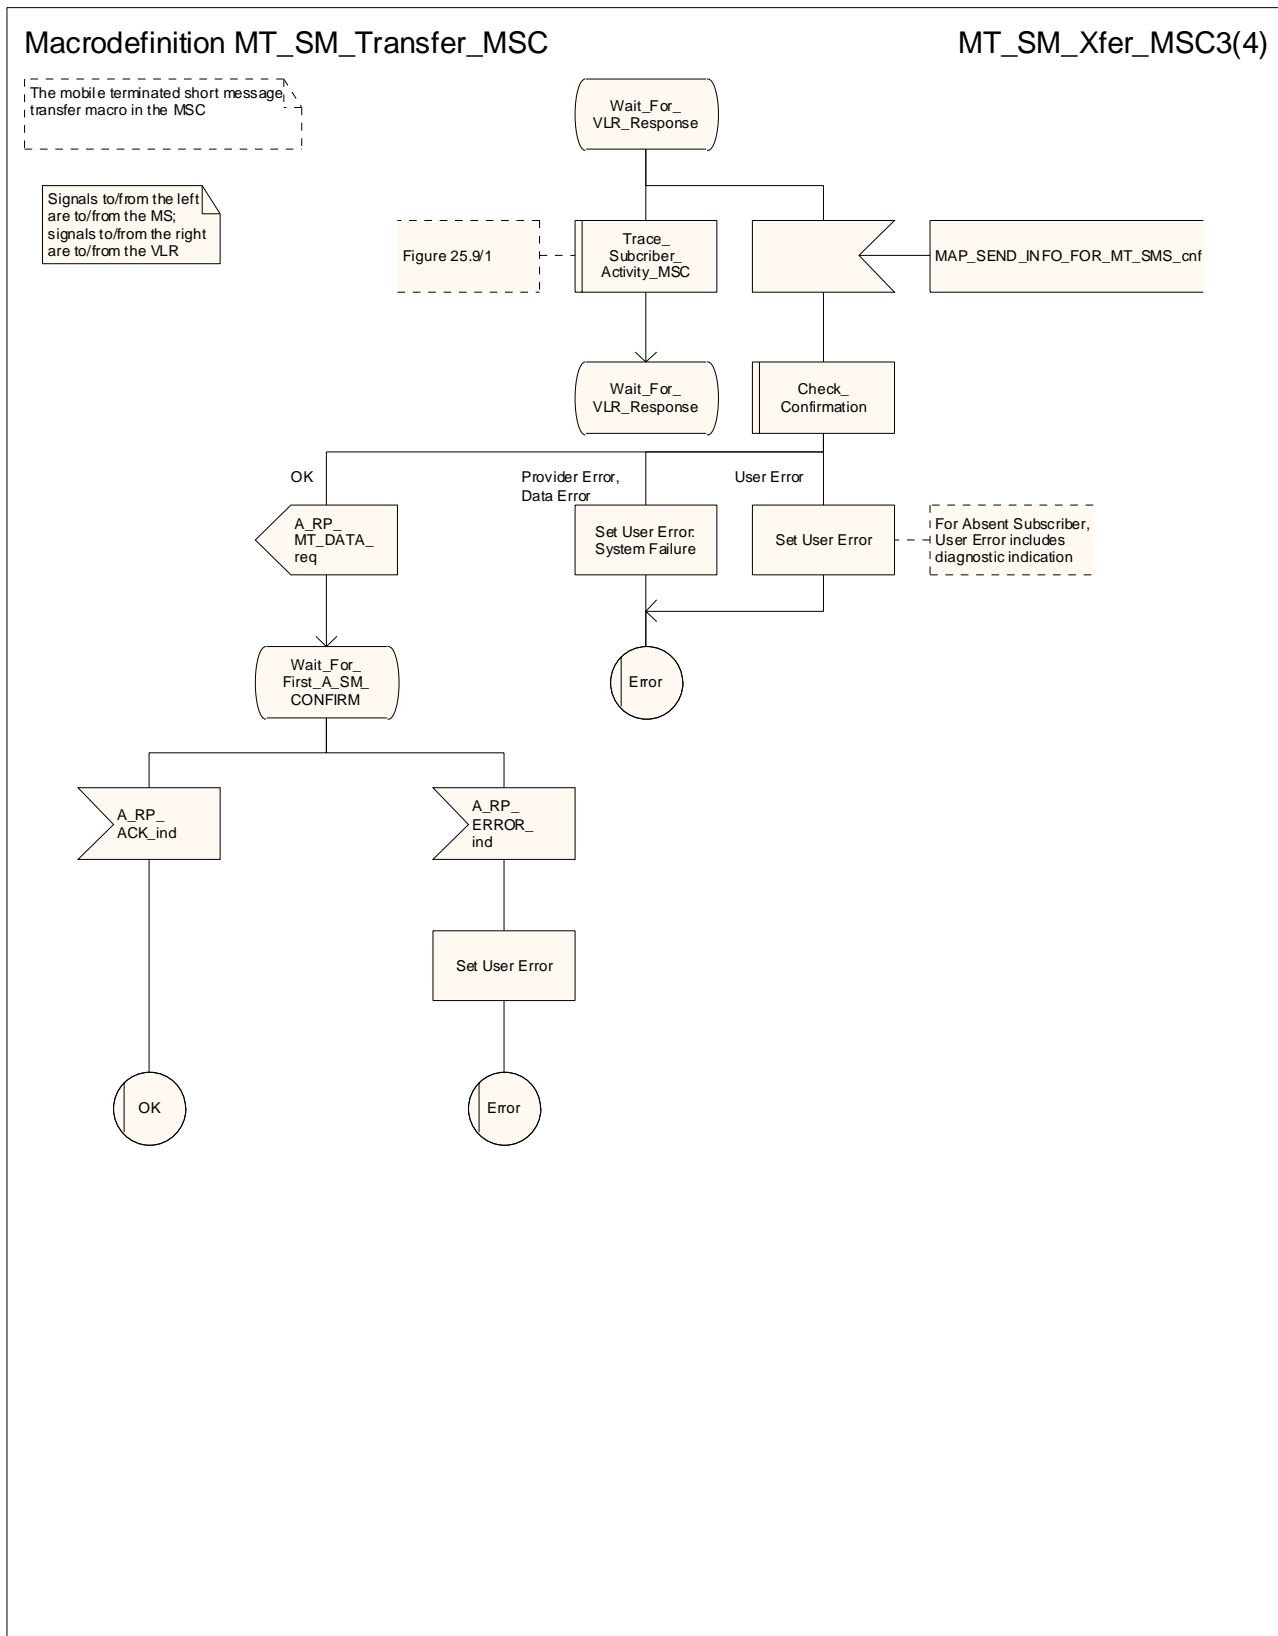 Macrodefinition MT_SM_Transfer_MSC
MT_SM_Xfer_MSC3(4)
The mobile terminated short message
transfer macro in the MSC
Signals to/from the left
are to/from the MS;
signals to/from the right
are to/from the VLR
Wait_For_
VLR_Response
Figure 25.9/1
Trace_
Subcriber_
Activity_MSC
MAP_SEND_INFO_FOR_MT_SMS_cnf
Wait_For_
VLR_Response
Check_
Confirmation
OK
Provider Error,
Data Error
User Error
A_RP_
MT_DATA_
req
Set User Error:
System Failure
Set User Error
For Absent Subscriber,
User Error includes
diagnostic indication
Wait_For_
First_A_SM_
CONFIRM
Error
A_RP_
ACK_ind
A_RP_
ERROR_
ind
Set User Error
OK
Error